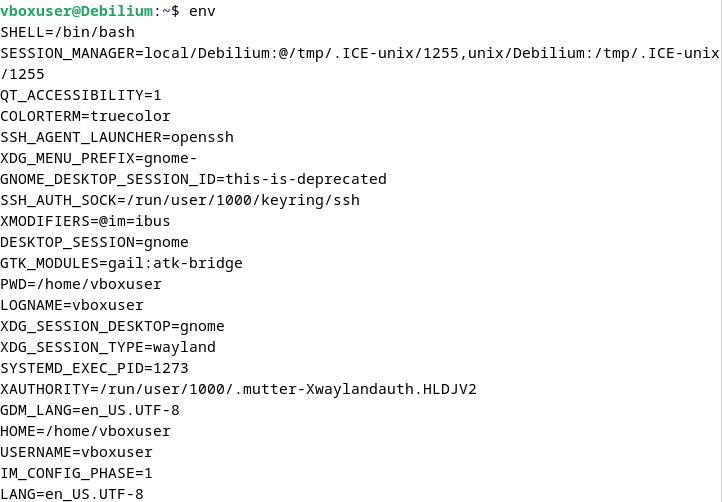 vboxuser@Debilium:~$ env
SHELL=/bin/bash
SESSION_MANAGER=local/Debilium:@/tmp/.ICE-unix/1255,unix/Debilium:/tmp/.ICE-unix
/1255
QT_ACCESSIBILITY=1
COLORTERM=truecolor
SSH_AGENT_LAUNCHER=openssh
XDG_MENU_PREFIX=gnome-
GNOME_DESKTOP_SESSION_ID=this-is-deprecated
SSH_AUTH_SOCK=/run/user/1000/keyring/ssh
XMODIFIERS=@im=ibus
DESKTOP_SESSION=gnome
GTK_MODULES=gail:atk-bridge
PWD=/home/vboxuser
LOGNAME=vboxuser
XDG_SESSION_DESKTOP=gnome
XDG_SESSION_TYPE=wayland
SYSTEMD_EXEC_PID=1273
XAUTHORITY=/run/user/1000/.mutter-Xwaylandauth.HLDJV2
GDM_LANG=en_US.UTF-8
HOME=/home/vboxuser
USERNAME=vboxuser
IM_CONFIG_PHASE=1
LANG=en_US.UTF-8